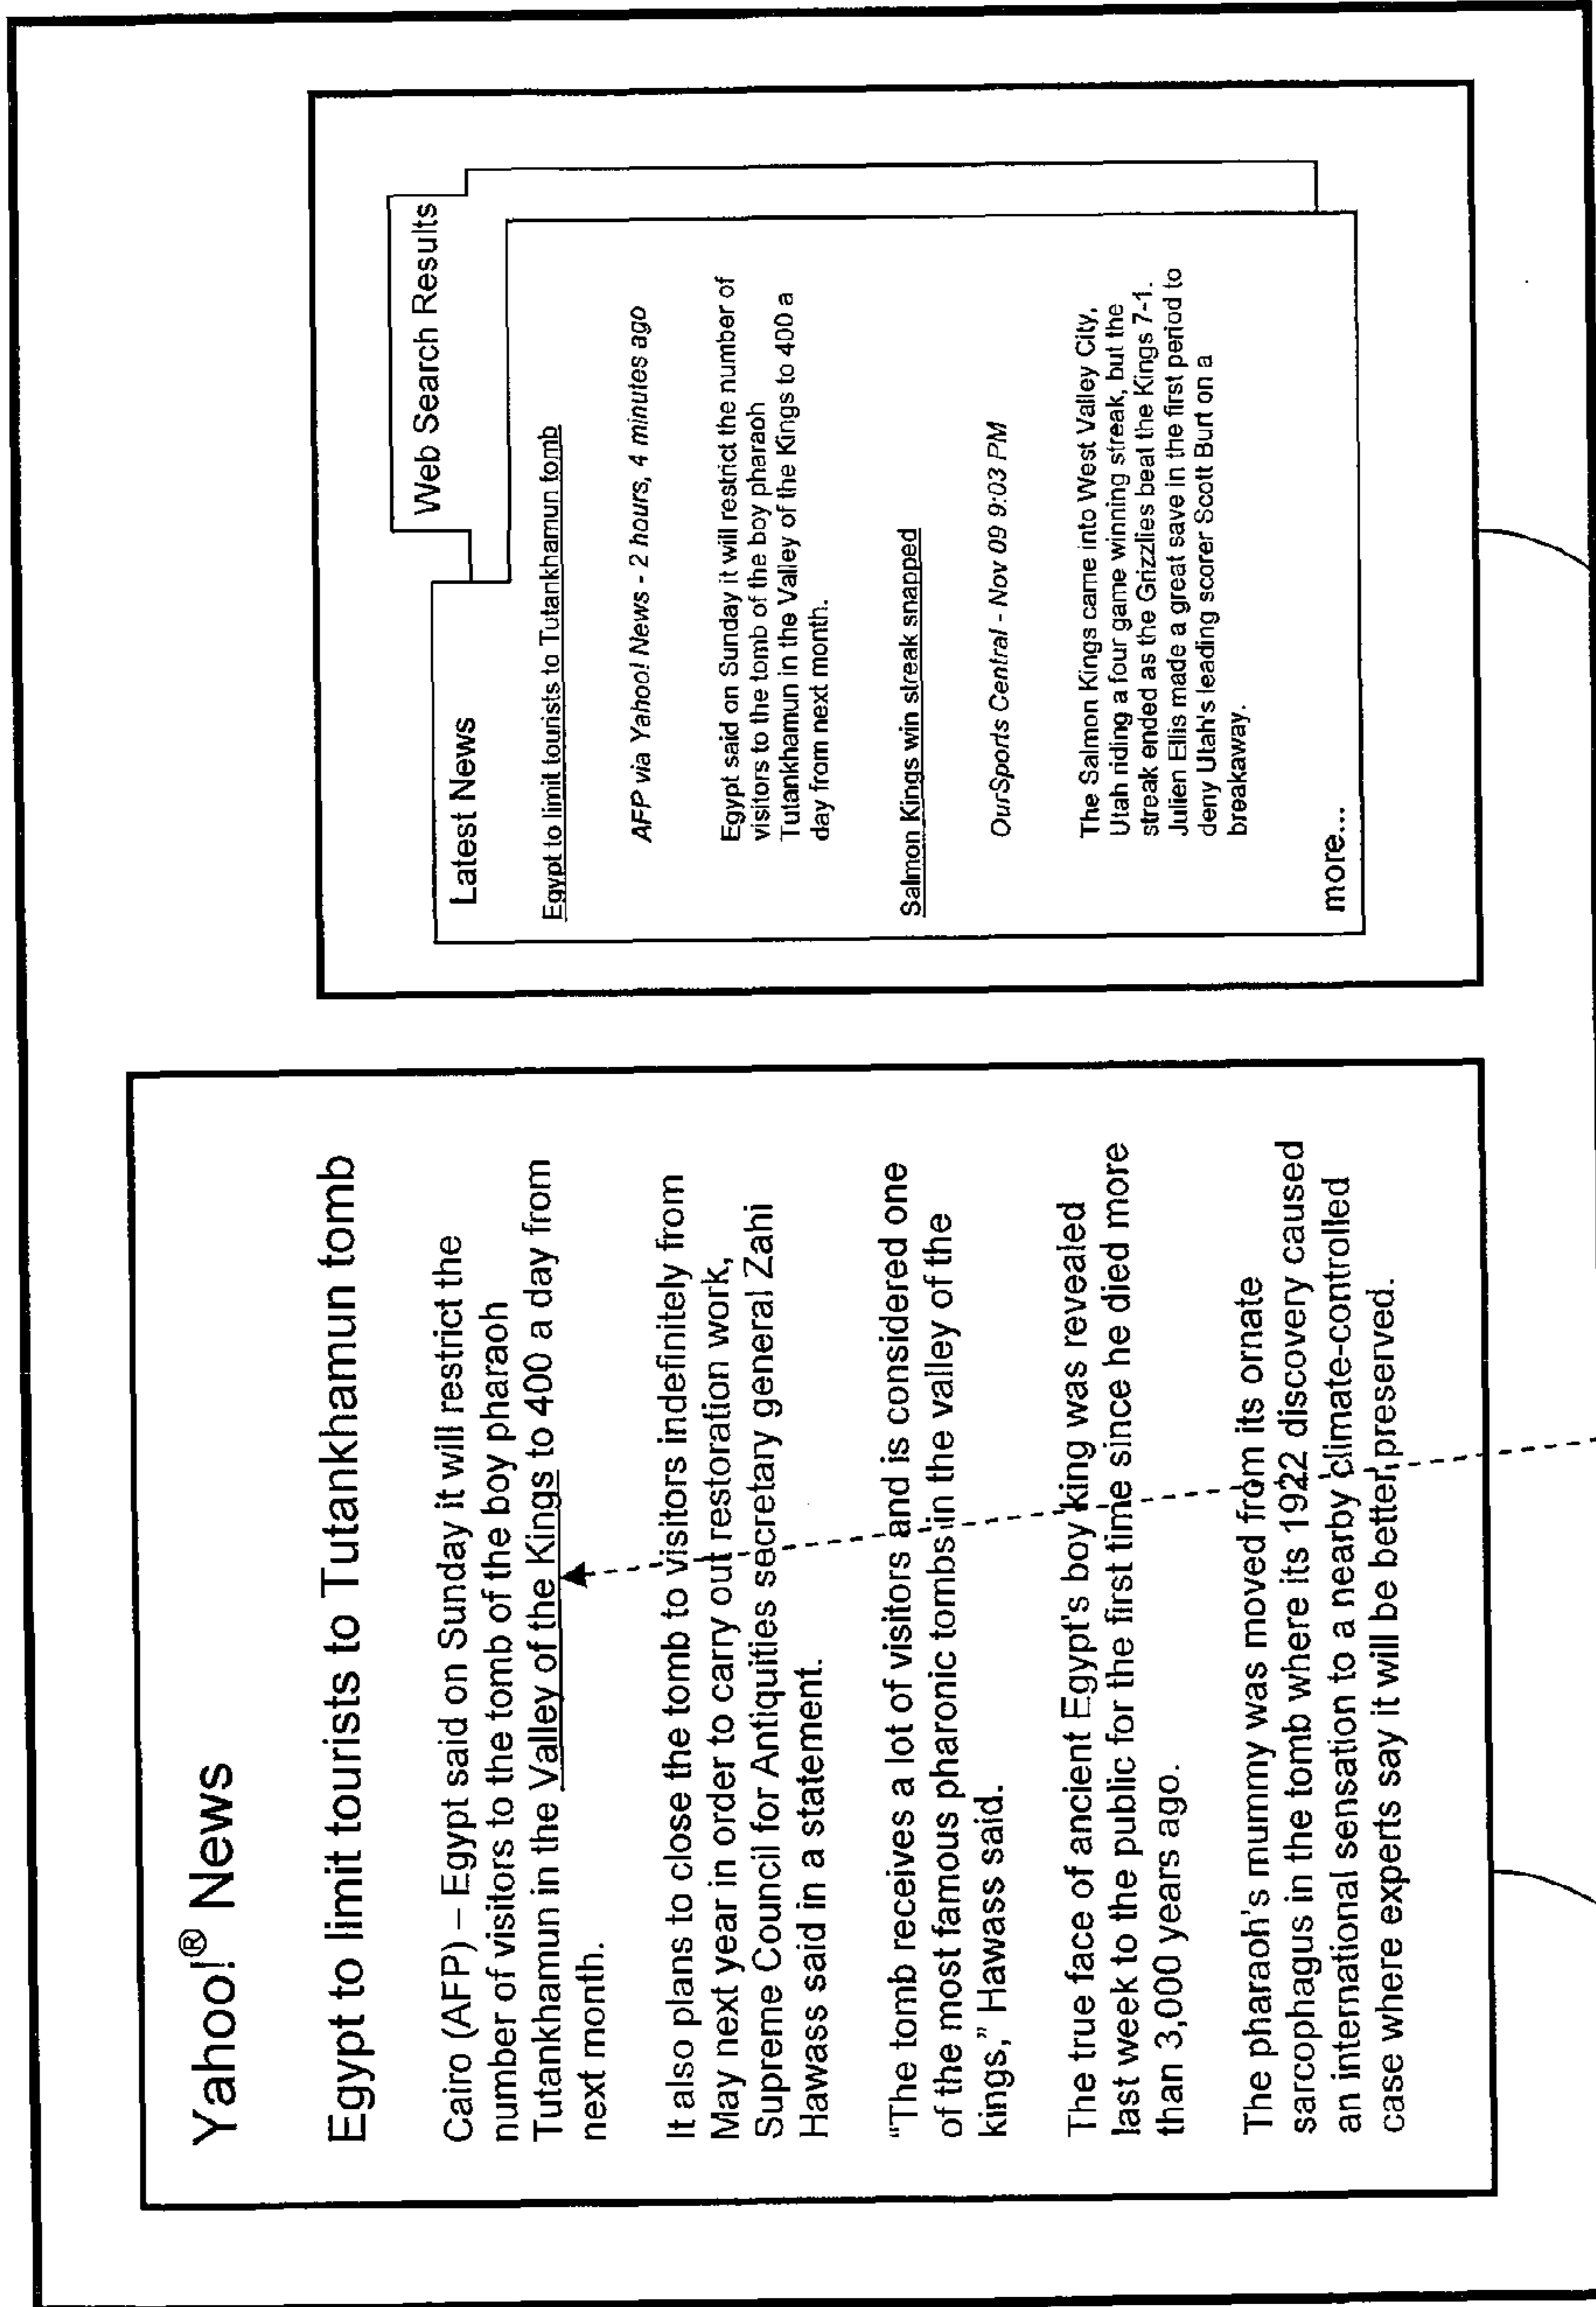 Yahoo!® News
Egypt to limit tourists to Tutankhamun tomb
Cairo (AFP) – Egypt said on Sunday it will restrict the
number of visitors to the tomb of the boy pharaoh
Tutankhamun in the Valley of the Kings to 400 a day from
next month.
It also plans to close the tomb to visitors indefinitely from
May next year in order to carry out restoration work,
Supreme Council for Antiquities secretary general Zahi
Hawass said in a statement.
"The tomb receives a lot of visitors and is considered one
of the most famous pharonic tombs in the valley of the
kings," Hawass said.
The true face of ancient Egypt's boy king was revealed
last week to the public for the first time since he died more
than 3,000 years ago.
The pharaoh's mummy was moved from its ornate
sarcophagus in the tomb where its 1922 discovery caused
an international sensation to a nearby climate-controlled
case where experts say it will be better preserved.
Latest News
Web Search Results
Egypt to limit tourists to Tutankhamun tomb
AFP via Yahoo! News - 2 hours, 4 minutes ago
Egypt said on Sunday it will restrict the number of
visitors to the tomb of the boy pharaoh
Tutankhamun in the Valley of the Kings to 400 a
day from next month.
Salmon Kings win streak snapped
OurSports Central - Nov 09 9:03 PM
The Salmon Kings came into West Valley City,
Utah riding a four game winning streak, but the
streak ended as the Grizzlies beat the Kings 7-1.
Julien Ellis made a great save in the first period to
deny Utah's leading scorer Scott Burt on a
breakaway.
more...